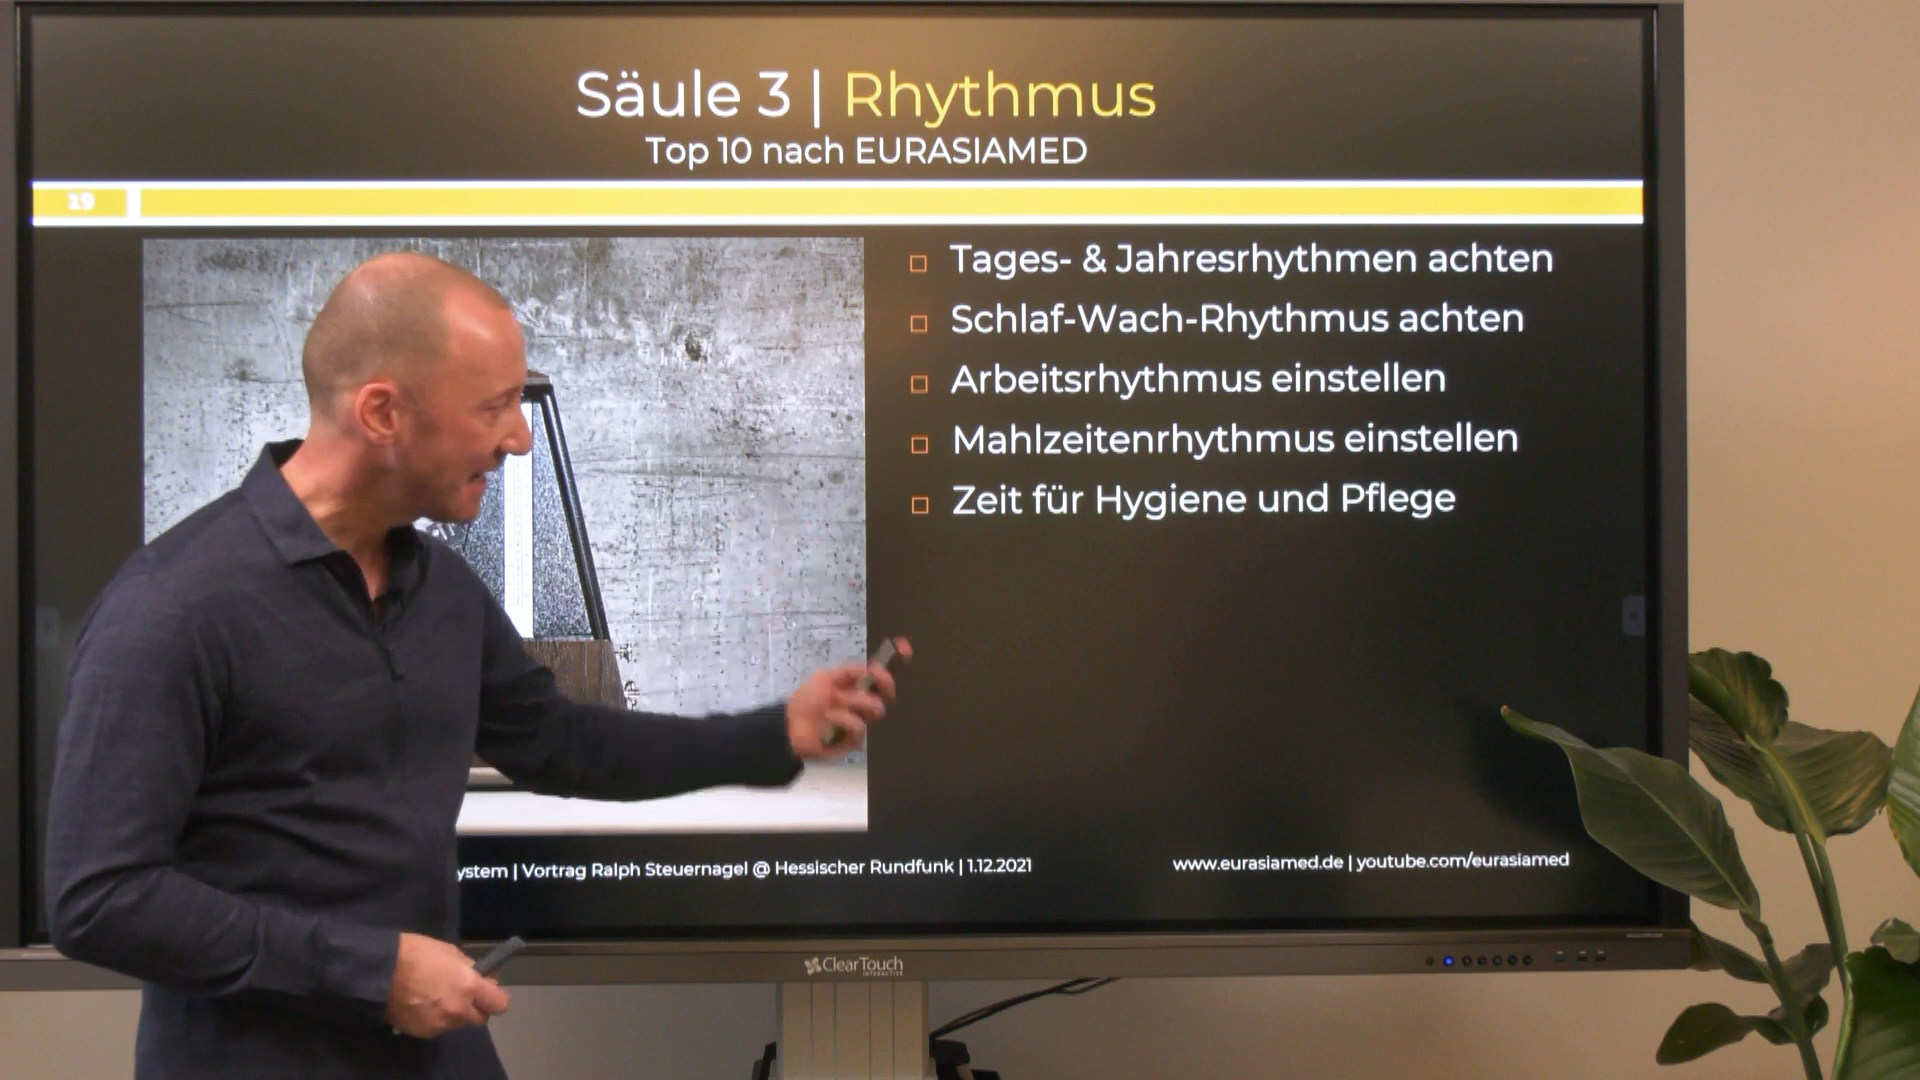 Säule 3 | Rhythmus
Top 10 nach EURASIAMED
19
Tages- & Jahresrhythmen achten
Schlaf-Wach-Rhythmus achten
Arbeitsrhythmus einstellen
Mahlzeitenrhythmus einstellen
Zeit für Hygiene und Pflege
ystem | Vortrag Ralph Steuernagel @ Hessischer Rundfunk | 1.12.2021
www.eurasiamed.de | youtube.com/eurasiamed
ClearTouch
INTERACTIVE